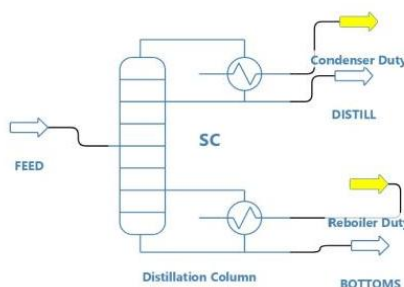 Condenser Duty
DISTILL
SC
FEED
Reboiler Duty
Distillation Column
BOTTOMS